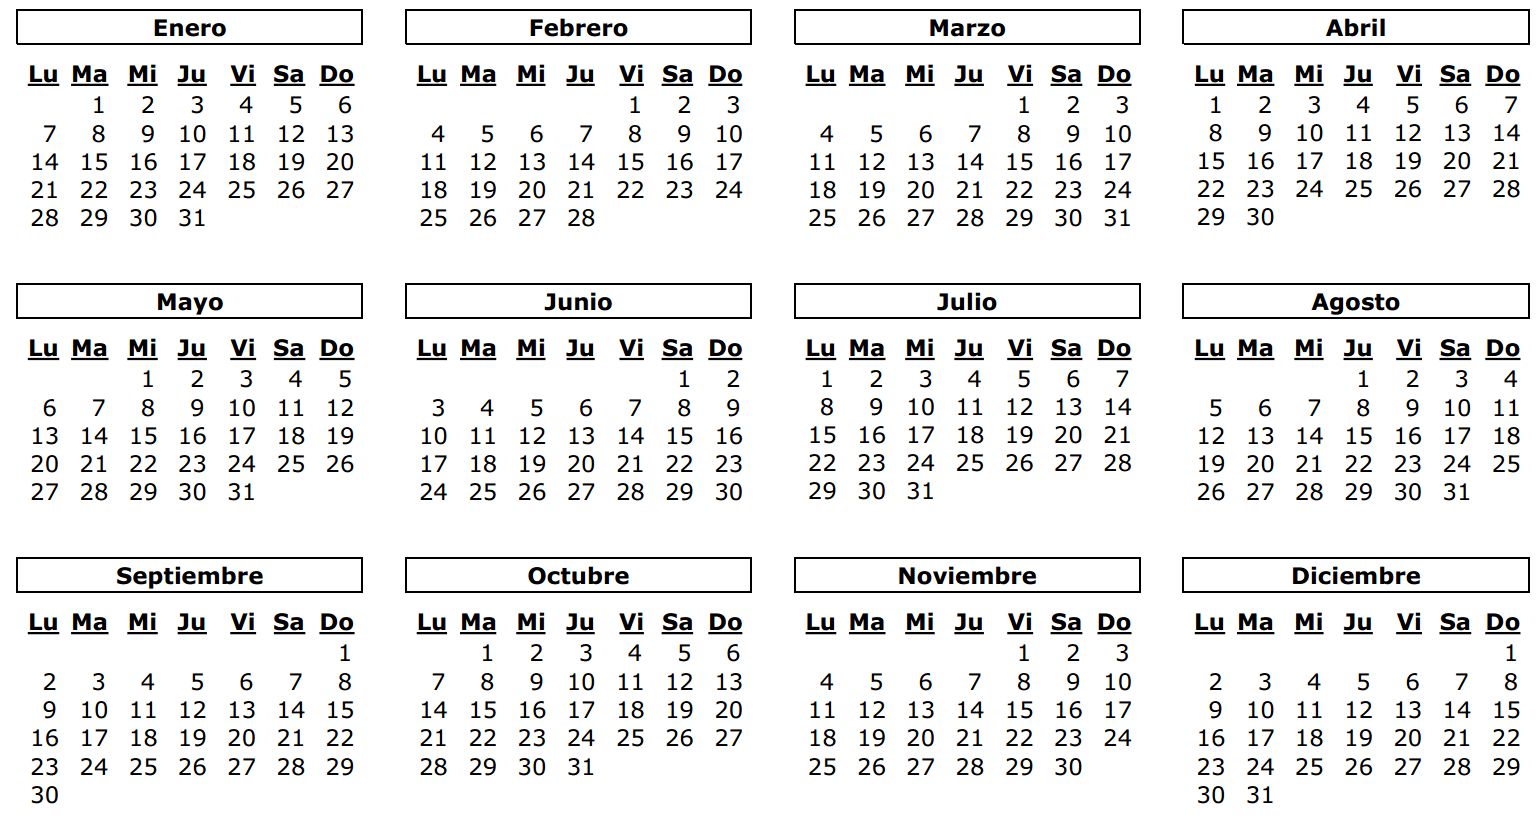 Enero
Lu Ma Mi Ju Vi Sa Do
1 2 3 4 5 6
7 8 9 10 11 12 13
14 15 16 17 18 19 20
21 22 23 24 25 26 27
28 29 30 31
Febrero
Lu Ma Mi Ju Vi Sa Do
1 2 3
4 5 6 7 8 9 10
11 12 13 14 15 16 17
18 19 20 21 22 23 24
25 26 27 28
Marzo
Lu Ma Mi Ju Vi Sa Do
1 2 3
4 5 6 7 8 9 10
11 12 13 14 15 16 17
18 19 20 21 22 23 24
25 26 27 28 29 30 31
Abril
Lu Ma Mi Ju Vi Sa Do
1 2 3 4 5 6 7
8 9 10 11 12 13 14
15 16 17 18 19 20 21
22 23 24 25 26 27 28
29 30
Mayo
Lu Ma Mi Ju Vi Sa Do
1 2 3 4 5
6 7 8 9 10 11 12
13 14 15 16 17 18 19
20 21 22 23 24 25 26
27 28 29 30 31
Junio
Lu Ma Mi Ju Vi Sa Do
1 2
3 4 5 6 7 8 9
10 11 12 13 14 15 16
17 18 19 20 21 22 23
24 25 26 27 28 29 30
Julio
Lu Ma Mi Ju Vi Sa Do
1 2 3 4 5 6 7
8 9 10 11 12 13 14
15 16 17 18 19 20 21
22 23 24 25 26 27 28
29 30 31
Agosto
Lu Ma Mi Ju Vi Sa Do
1 2 3 4
5 6 7 8 9 10 11
12 13 14 15 16 17 18
19 20 21 22 23 24 25
26 27 28 29 30 31
Septiembre
Lu Ma Mi Ju Vi Sa Do
1
2 3 4 5 6 7 8
9 10 11 12 13 14 15
16 17 18 19 20 21 22
23 24 25 26 27 28 29
30
Octubre
Lu Ma Mi Ju Vi Sa Do
1 2 3 4 5 6
7 8 9 10 11 12 13
14 15 16 17 18 19 20
21 22 23 24 25 26 27
28 29 30 31
Noviembre
Lu Ma Mi Ju Vi Sa Do
1 2 3
4 5 6 7 8 9 10
11 12 13 14 15 16 17
18 19 20 21 22 23 24
25 26 27 28 29 30
Diciembre
Lu Ma Mi Ju Vi Sa Do
1
2 3 4 5 6 7 8
9 10 11 12 13 14 15
16 17 18 19 20 21 22
23 24 25 26 27 28 29
30 31